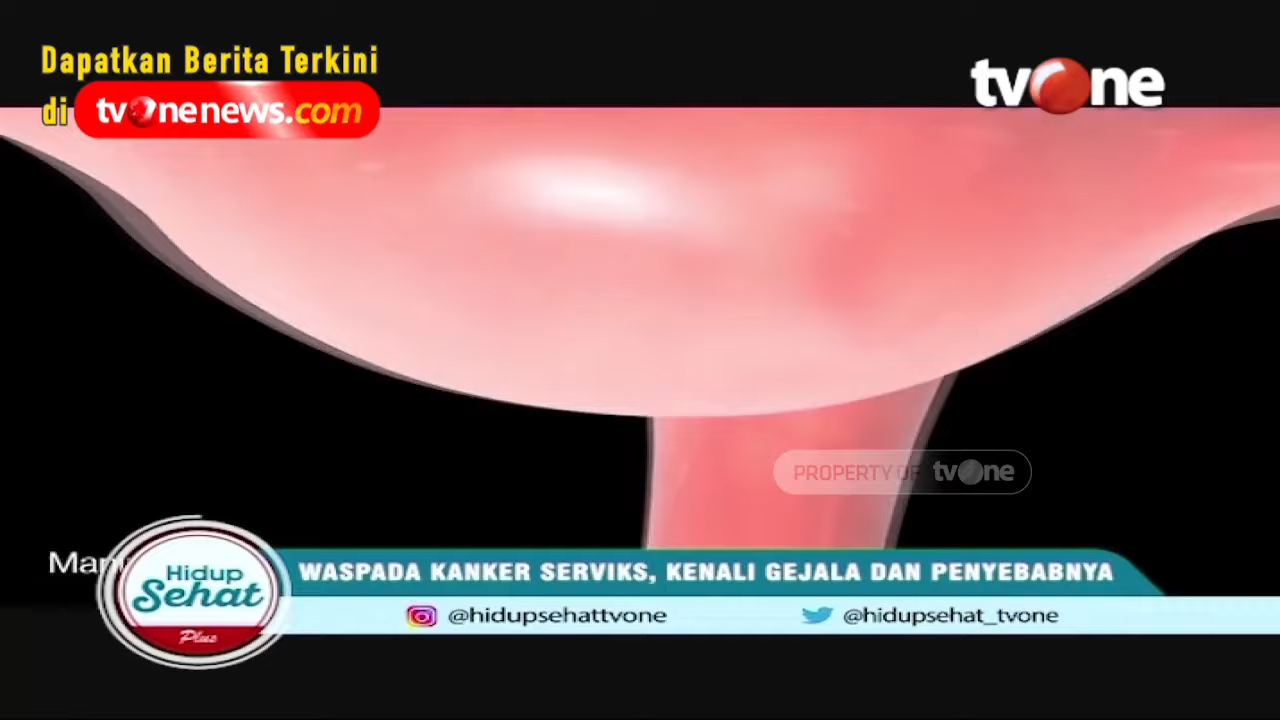 Dapatkan Berita Terkini
di tvonenews.com
tvone
PROPERTY OF tvone
Hidup
Sehat
Plus
WASPADA KANKER SERVIKS, KENALI GEJALA DAN PENYEBABNYA
@hidupsehattvone
@hidupsehat_tvone